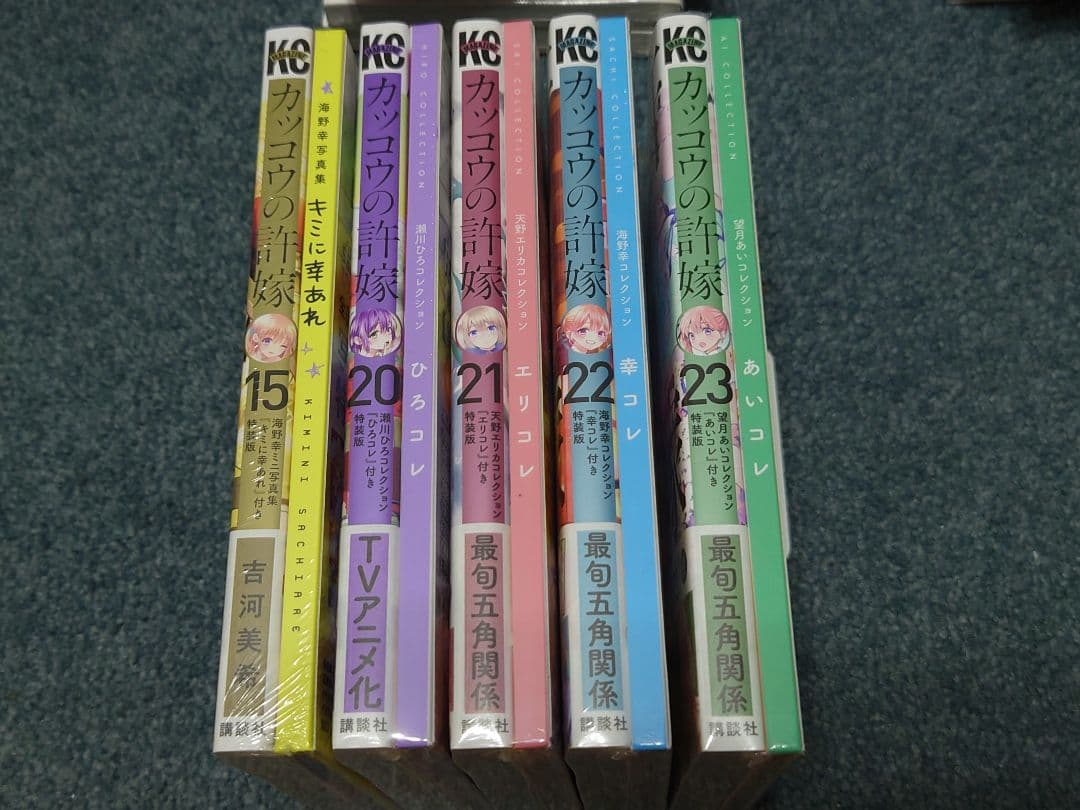 KC
MAGAZINE
カッコウの許嫁
15
海野幸ミニ写真集
『キミに幸あれ』付き
特装版
吉河美希
講談社
海野幸写真集
キミに幸あれ
KIMINI SACHIARE
KC
MAGAZINE
カッコウの許嫁
20
瀬川ひろコレクション
『ひろコレ』付き
特装版
TVアニメ化
講談社
HIRO COLLECTION
瀬川ひろコレクション
ひろコレ
KC
MAGAZINE
カッコウの許嫁
21
天野エリカコレクション
『エリコレ』付き
特装版
最旬五角関係
講談社
COLLECTION
天野エリカコレクション
エリコレ
KC
MAGAZINE
カッコウの許嫁
22
海野幸コレクション
『幸コレ』付き
特装版
最旬五角関係
講談社
SACHI COLLECTION
海野幸コレクション
幸コレ
KC
MAGAZINE
カッコウの許嫁
23
望月あいコレクション
『あいコレ』付き
特装版
最旬五角関係
講談社
AI COLLECTION
望月あいコレクション
あいコレ